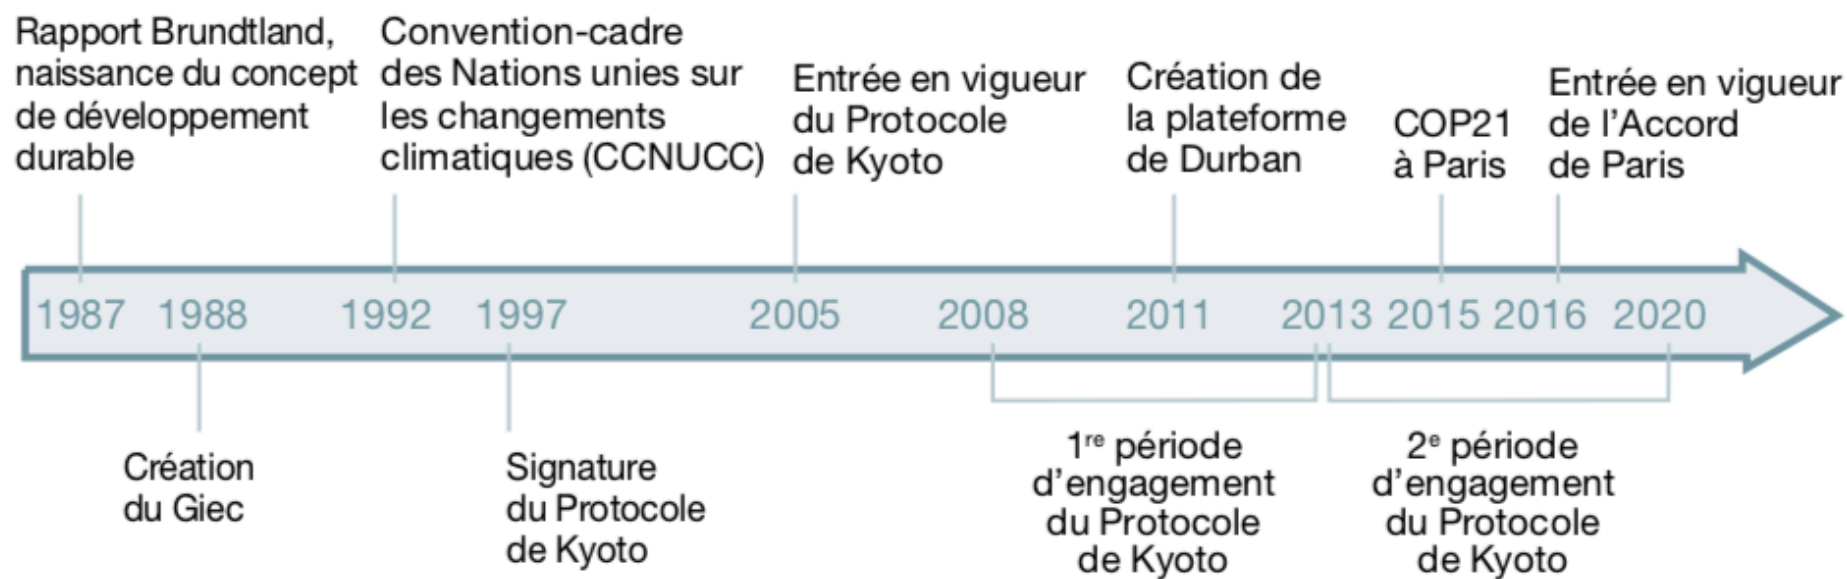 Rapport Brundtland,
naissance du concept
de développement
durable
Convention-cadre
des Nations unies sur
les changements
climatiques (CCNUCC)
Entrée en vigueur
du Protocole
de Kyoto
Création de
la plateforme
de Durban
COP21
à Paris
Entrée en vigueur
de l’Accord
de Paris
1987 1988 1992 1997 2005 2008 2011 2013 2015 2016 2020
Création
du Giec
Signature
du Protocole
de Kyoto
1re période
d’engagement
du Protocole
de Kyoto
2e période
d’engagement
du Protocole
de Kyoto